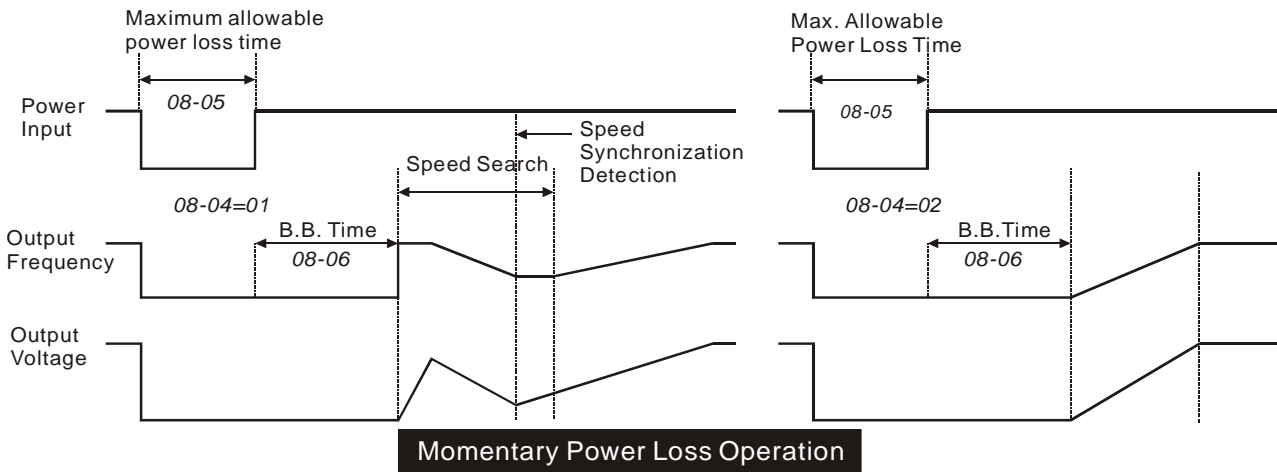 Maximum allowable
power loss time
08-05
Power
Input
Speed
Synchronization
Detection
Speed Search
08-04=01
Output
Frequency
B.B. Time
08-06
Output
Voltage
Max. Allowable
Power Loss Time
08-05
08-04=02
B.B.Time
08-06
Momentary Power Loss Operation